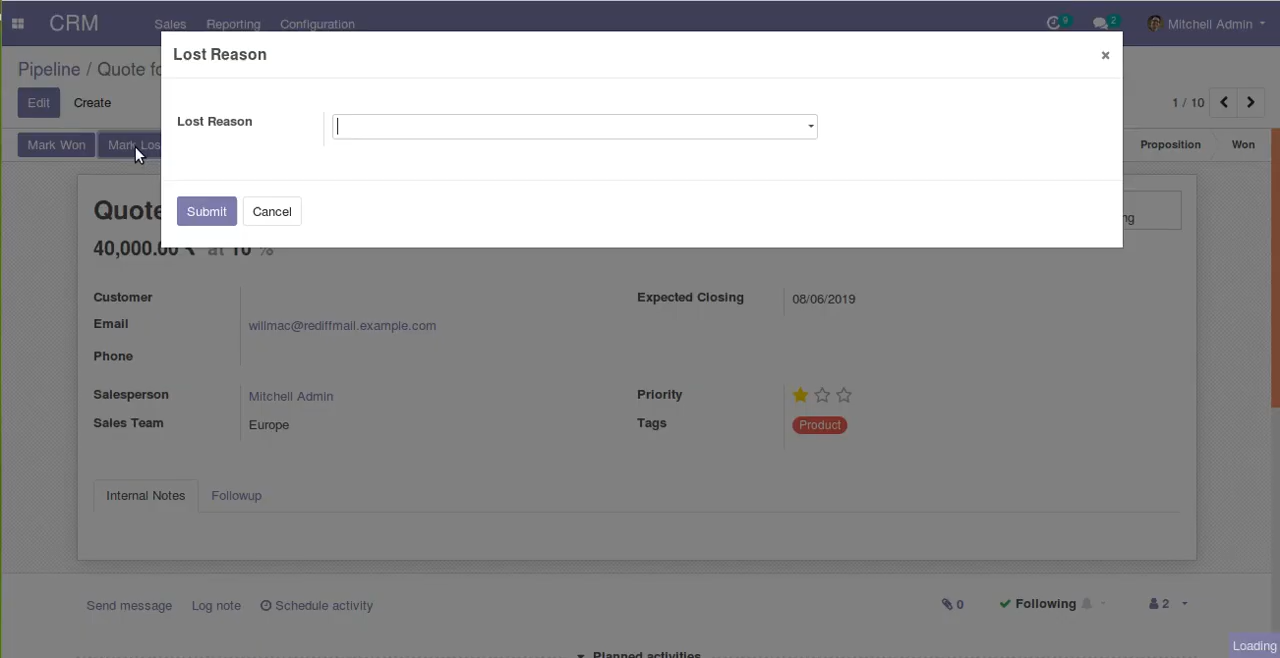 CRM Sales Reporting Configuration 9 2 Mitchell Admin
Lost Reason ×
Pipeline / Quote
Edit Create 1 / 10
Lost Reason
Mark Won Mark Proposition Won
Submit Cancel
Quote
40,000.00 at 10 %
Customer
Expected Closing 08/06/2019
Email willmac@rediffmail.example.com
Phone
Salesperson Mitchell Admin
Priority
Sales Team Europe
Tags Product
Internal Notes Followup
Send message Log note Schedule activity 0 Following 2
Loading
Planned activities